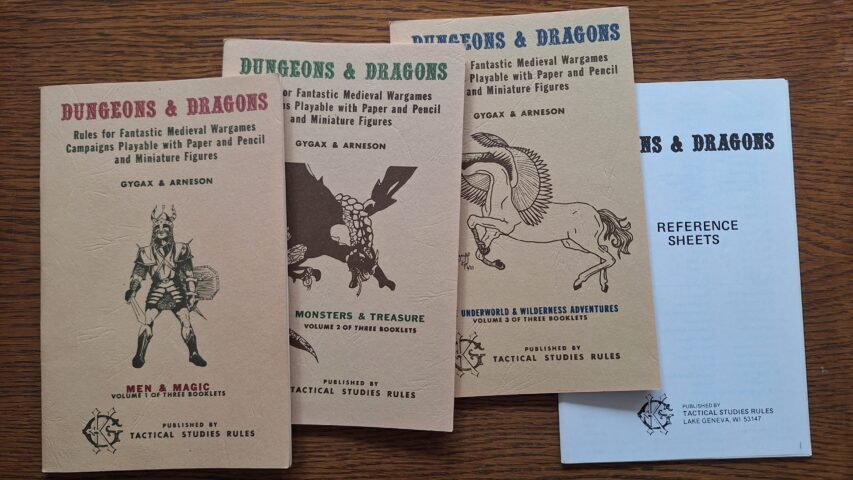 DUNGEONS & DRAGONS
Rules for Fantastic Medieval Wargames
Campaigns Playable with Paper and Pencil
and Miniature Figures
GYGAX & ARNESON
MEN & MAGIC
VOLUME 1 OF THREE BOOKLETS
TACTICAL STUDIES RULES
DUNGEONS & DRAGONS
for Fantastic Medieval Wargames
Playable with Paper and Pencil
and Miniature Figures
GYGAX & ARNESON
MONSTERS & TREASURE
VOLUME 2 OF THREE BOOKLETS
PUBLISHED BY
TACTICAL STUDIES RULES
DUNGEONS & DRAGONS
Fantastic Medieval Wargames
Playable with Paper and Pencil
and Miniature Figures
GYGAX & ARNESON
UNDERWORLD & WILDERNESS ADVENTURES
VOLUME 3 OF THREE BOOKLETS
PUBLISHED BY
TACTICAL STUDIES RULES
& DRAGONS
REFERENCE
SHEETS
PUBLISHED BY
TACTICAL STUDIES RULES
LAKE GENEVA, WI 53147